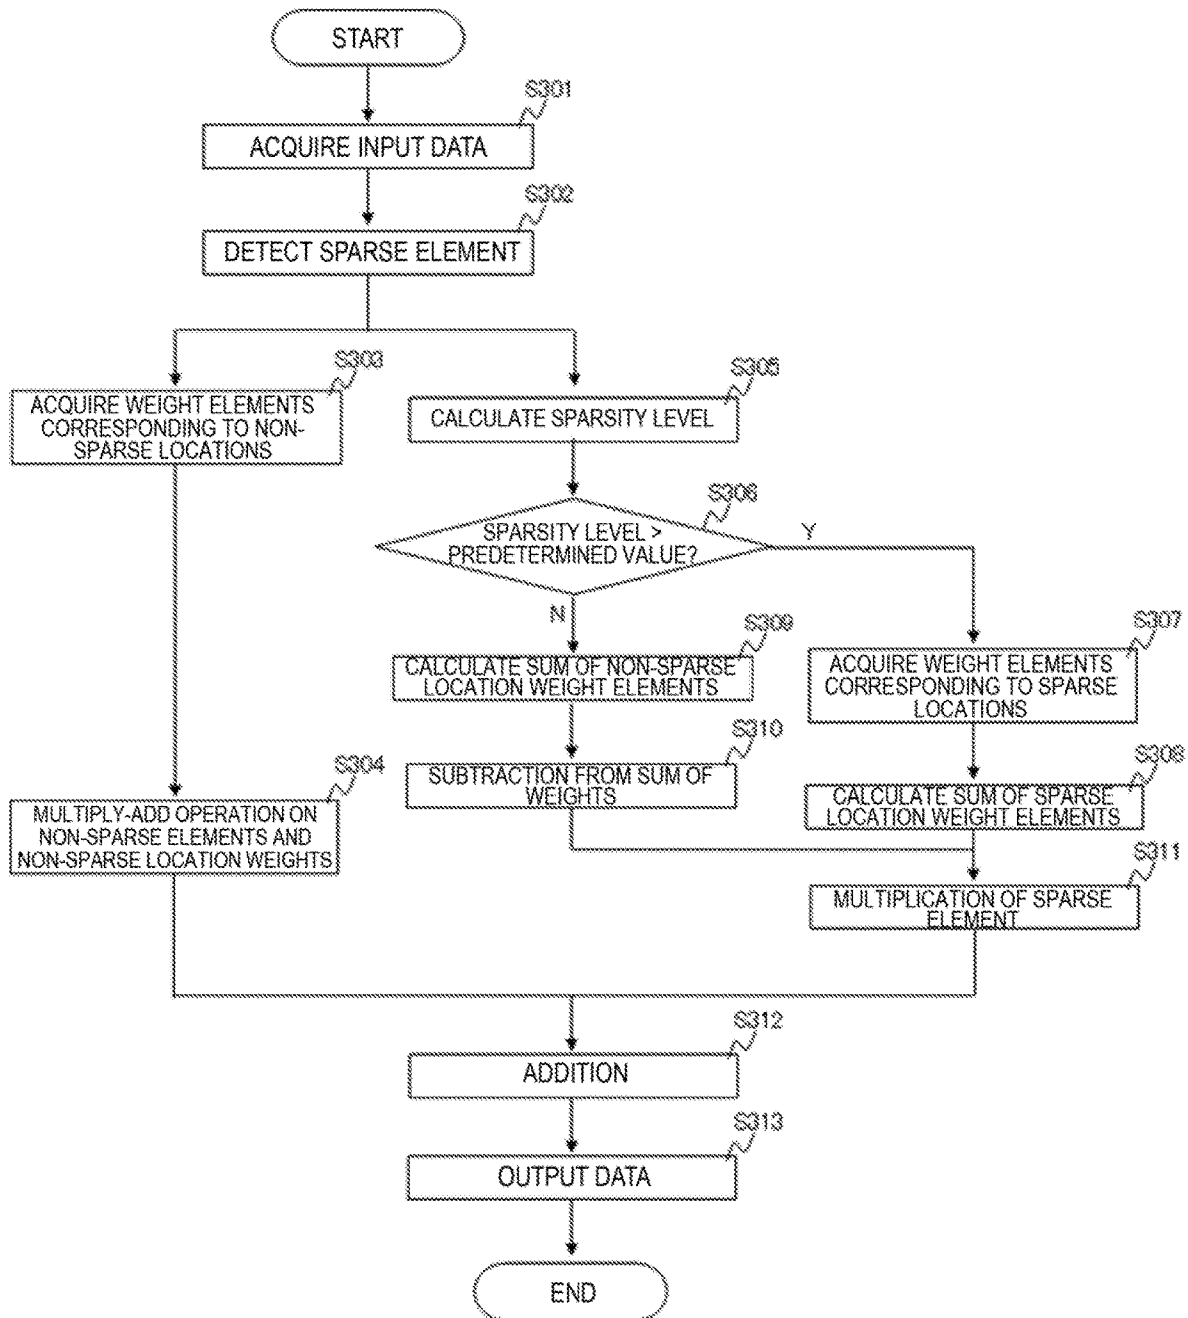 START
S301
ACQUIRE INPUT DATA
S302
DETECT SPARSE ELEMENT
S303
ACQUIRE WEIGHT ELEMENTS
CORRESPONDING TO NON-
SPARSE LOCATIONS
S305
CALCULATE SPARSITY LEVEL
S306
SPARSITY LEVEL >
PREDETERMINED VALUE?
Y
N
S309
CALCULATE SUM OF NON-SPARSE
LOCATION WEIGHT ELEMENTS
S307
ACQUIRE WEIGHT ELEMENTS
CORRESPONDING TO SPARSE
LOCATIONS
S310
SUBTRACTION FROM SUM OF
WEIGHTS
S304
MULTIPLY-ADD OPERATION ON
NON-SPARSE ELEMENTS AND
NON-SPARSE LOCATION WEIGHTS
S308
CALCULATE SUM OF SPARSE
LOCATION WEIGHT ELEMENTS
S311
MULTIPLICATION OF SPARSE
ELEMENT
S312
ADDITION
S313
OUTPUT DATA
END